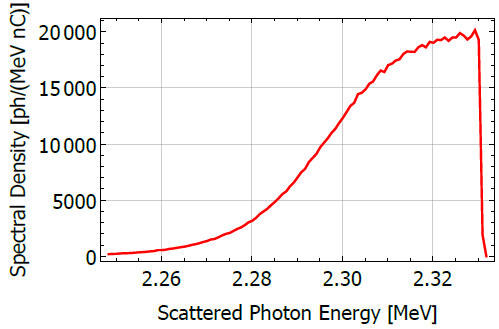 Spectral Density [ph/(MeV nC)]
20000
15000
10000
5000
0
2.26 2.28 2.30 2.32
Scattered Photon Energy [MeV]